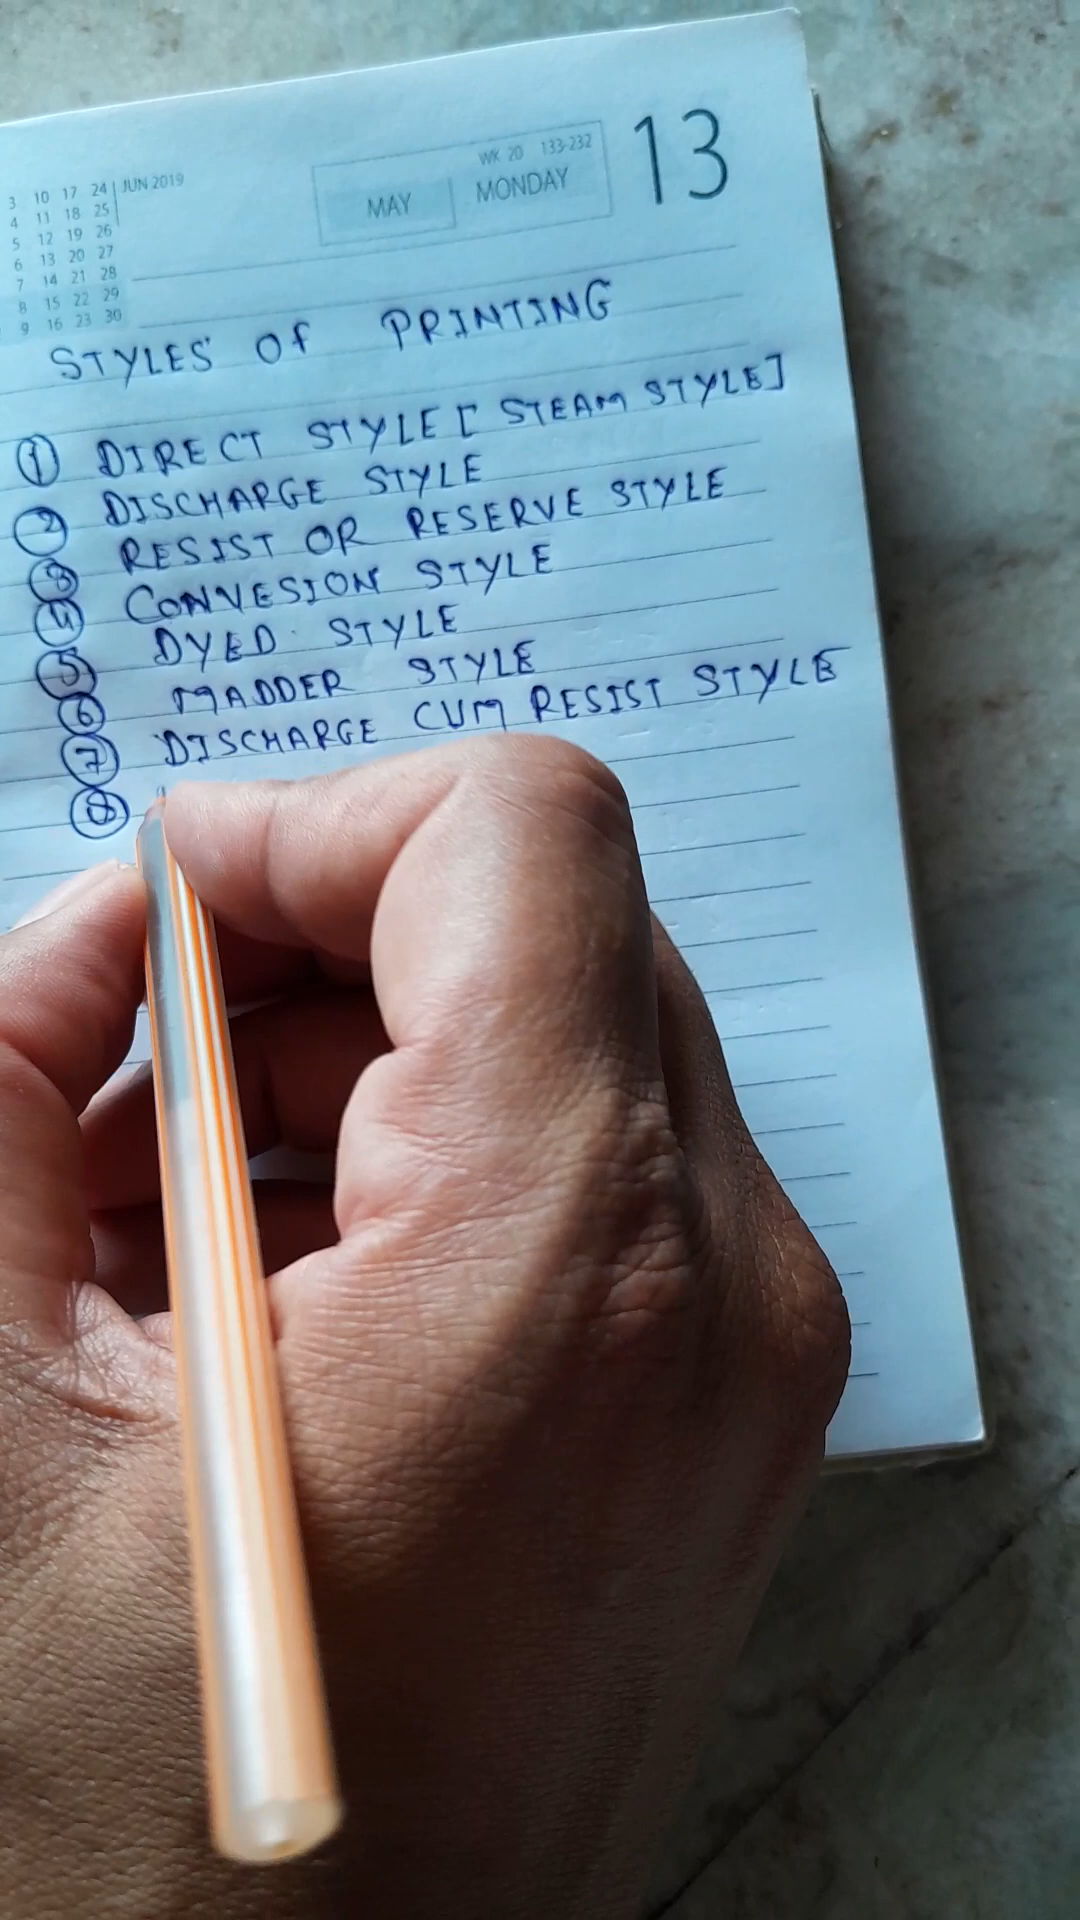 3 10 17 24 JUN 2019
4 11 18 25
5 12 19 26
6 13 20 27
7 14 21 28
8 15 22 29
9 16 23 30
MAY
WK 20 133-232
MONDAY
13
STYLES Of PRINTING
1 DIRECT STYLE [ STEAM STYLE]
2 DISCHARGE STYLE
3 RESIST OR RESERVE STYLE
4 CONVESION STYLE
5 DYED STYLE
6 MADDER STYLE
7 DISCHARGE CUM RESIST STYLE
8